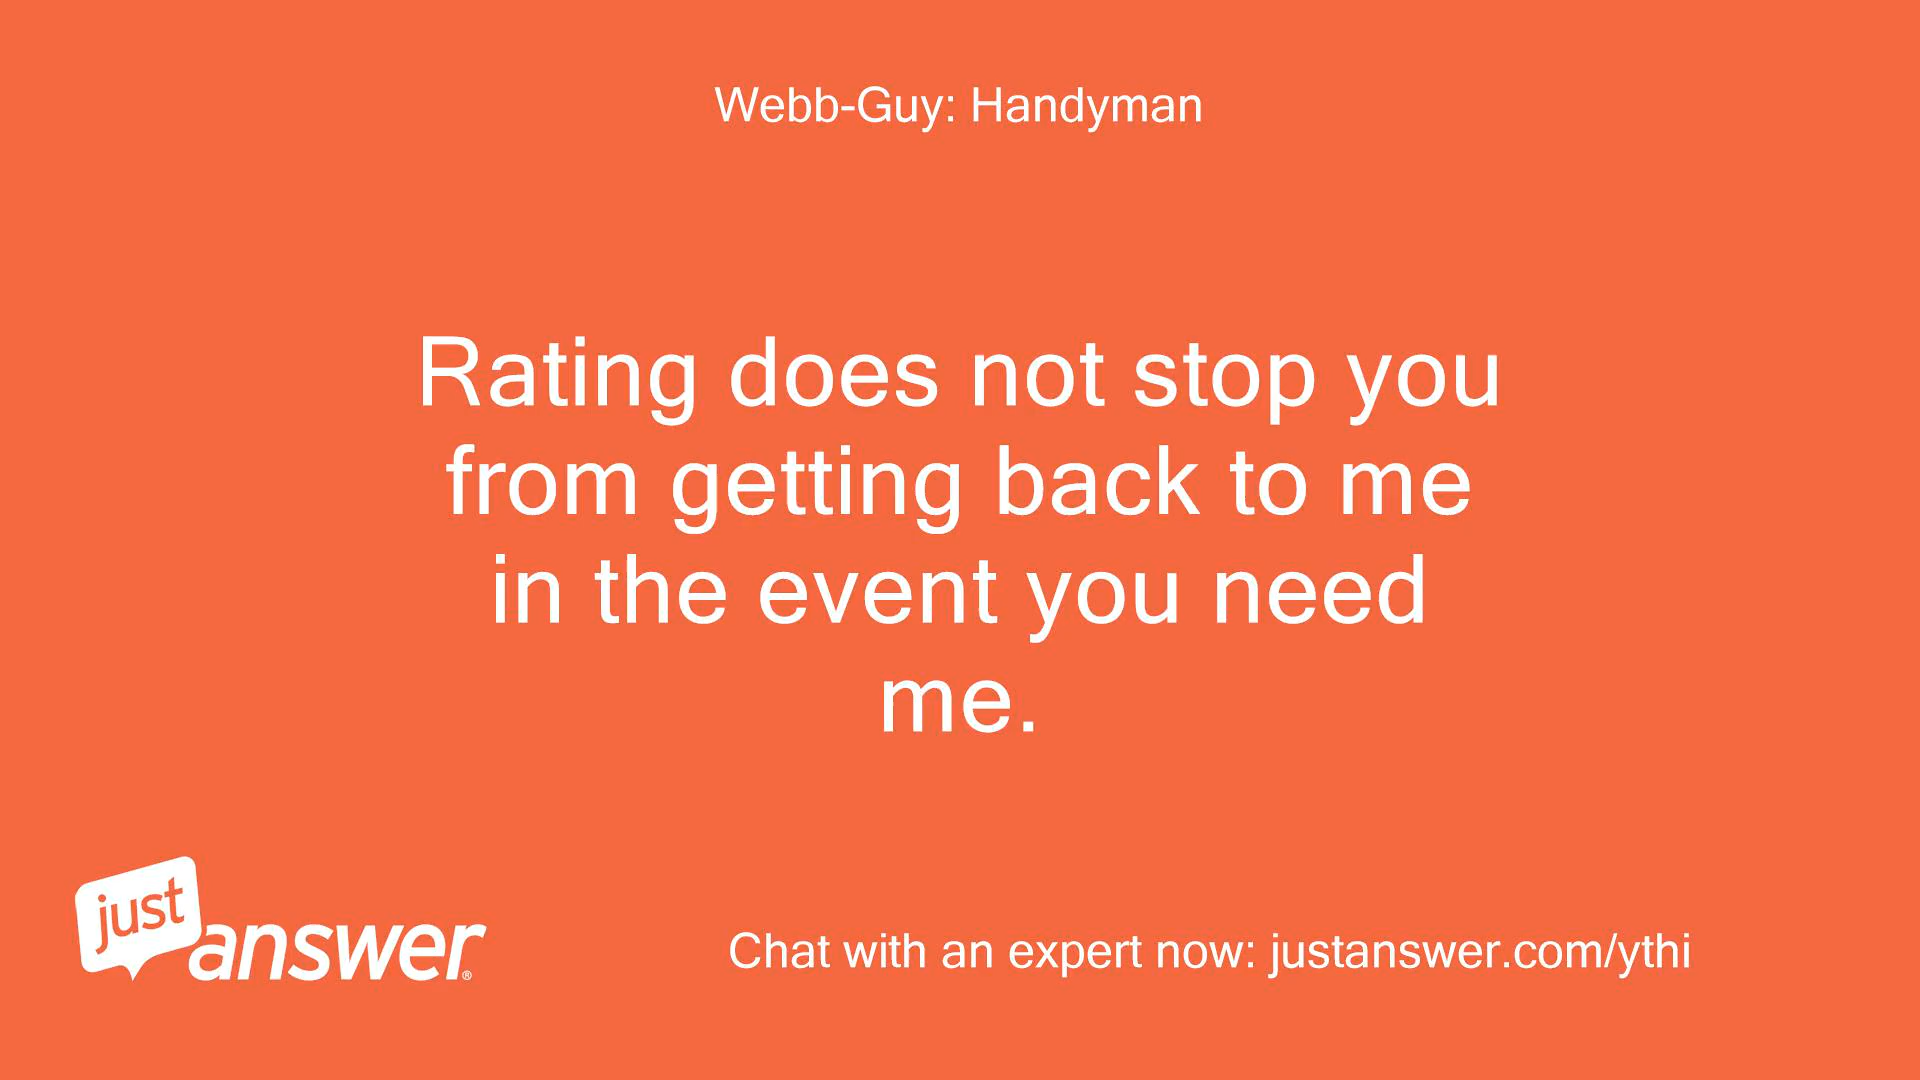 Webb-Guy: Handyman
Rating does not stop you
from getting back to me
in the event you need
me.
just
answer®
Chat with an expert now: justanswer.com/ythi